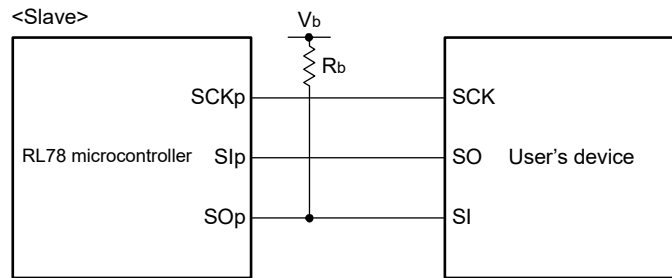 <Slave>
Vb
Rb
SCKp SCK
RL78 microcontroller SIp SO User's device
SOp SI